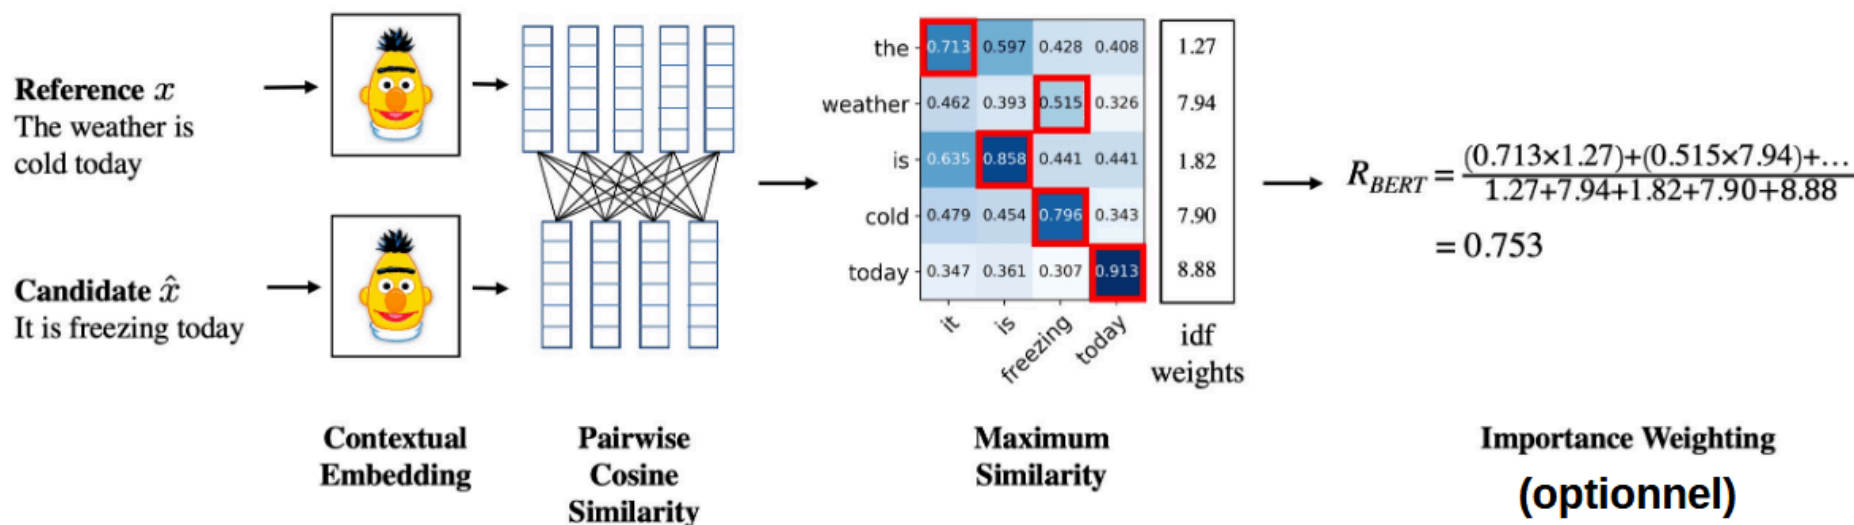 Reference x
The weather is
cold today
Candidate x̂
It is freezing today
Contextual
Embedding
Pairwise
Cosine
Similarity
the 0.713 0.597 0.428 0.408 1.27
weather 0.462 0.393 0.515 0.326 7.94
is 0.635 0.858 0.441 0.441 1.82
cold 0.479 0.454 0.796 0.343 7.90
today 0.347 0.361 0.307 0.913 8.88
it is freezing today
idf
weights
Maximum
Similarity
R_BERT = (0.713×1.27)+(0.515×7.94)+...
1.27+7.94+1.82+7.90+8.88
= 0.753
Importance Weighting
(optionnel)